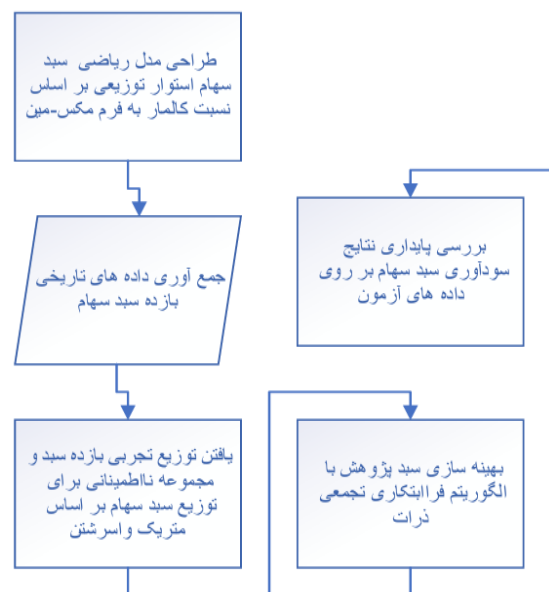 طراحی مدل ریاضی سبد
سهام استوار توزیعی بر اساس
نسبت کالمار به فرم مکس-مین
جمع آوری داده های تاریخی
بازده سبد سهام
یافتن توزیع تجربی بازده سبد و
مجموعه نااطمینانی برای
توزیع سبد سهام بر اساس
متریک واسرشتن
بهینه سازی سبد پژوهش با
الگوریتم فراابتکاری تجمعی
ذرات
بررسی پایداری نتایج
سودآوری سبد سهام بر روی
داده های آزمون